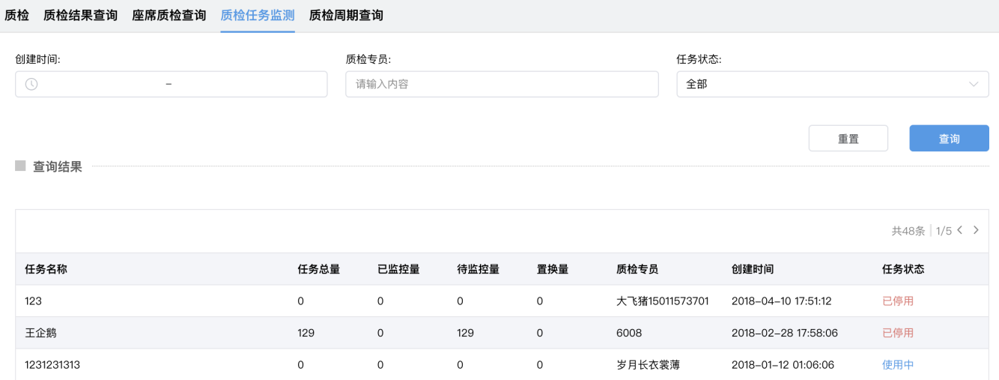 质检 质检结果查询 座席质检查询 质检任务监测 质检周期查询
创建时间: 质检专员: 任务状态:
– 请输入内容 全部
重置 查询
查询结果
共48条 1/5 < >
任务名称 任务总量 已监控量 待监控量 置换量 质检专员 创建时间 任务状态
123 0 0 0 0 大飞猪15011573701 2018-04-10 17:51:12 已停用
王企鹅 129 0 129 0 6008 2018-02-28 17:58:06 已停用
1231231313 0 0 0 0 岁月长衣裳薄 2018-01-12 01:06:06 使用中